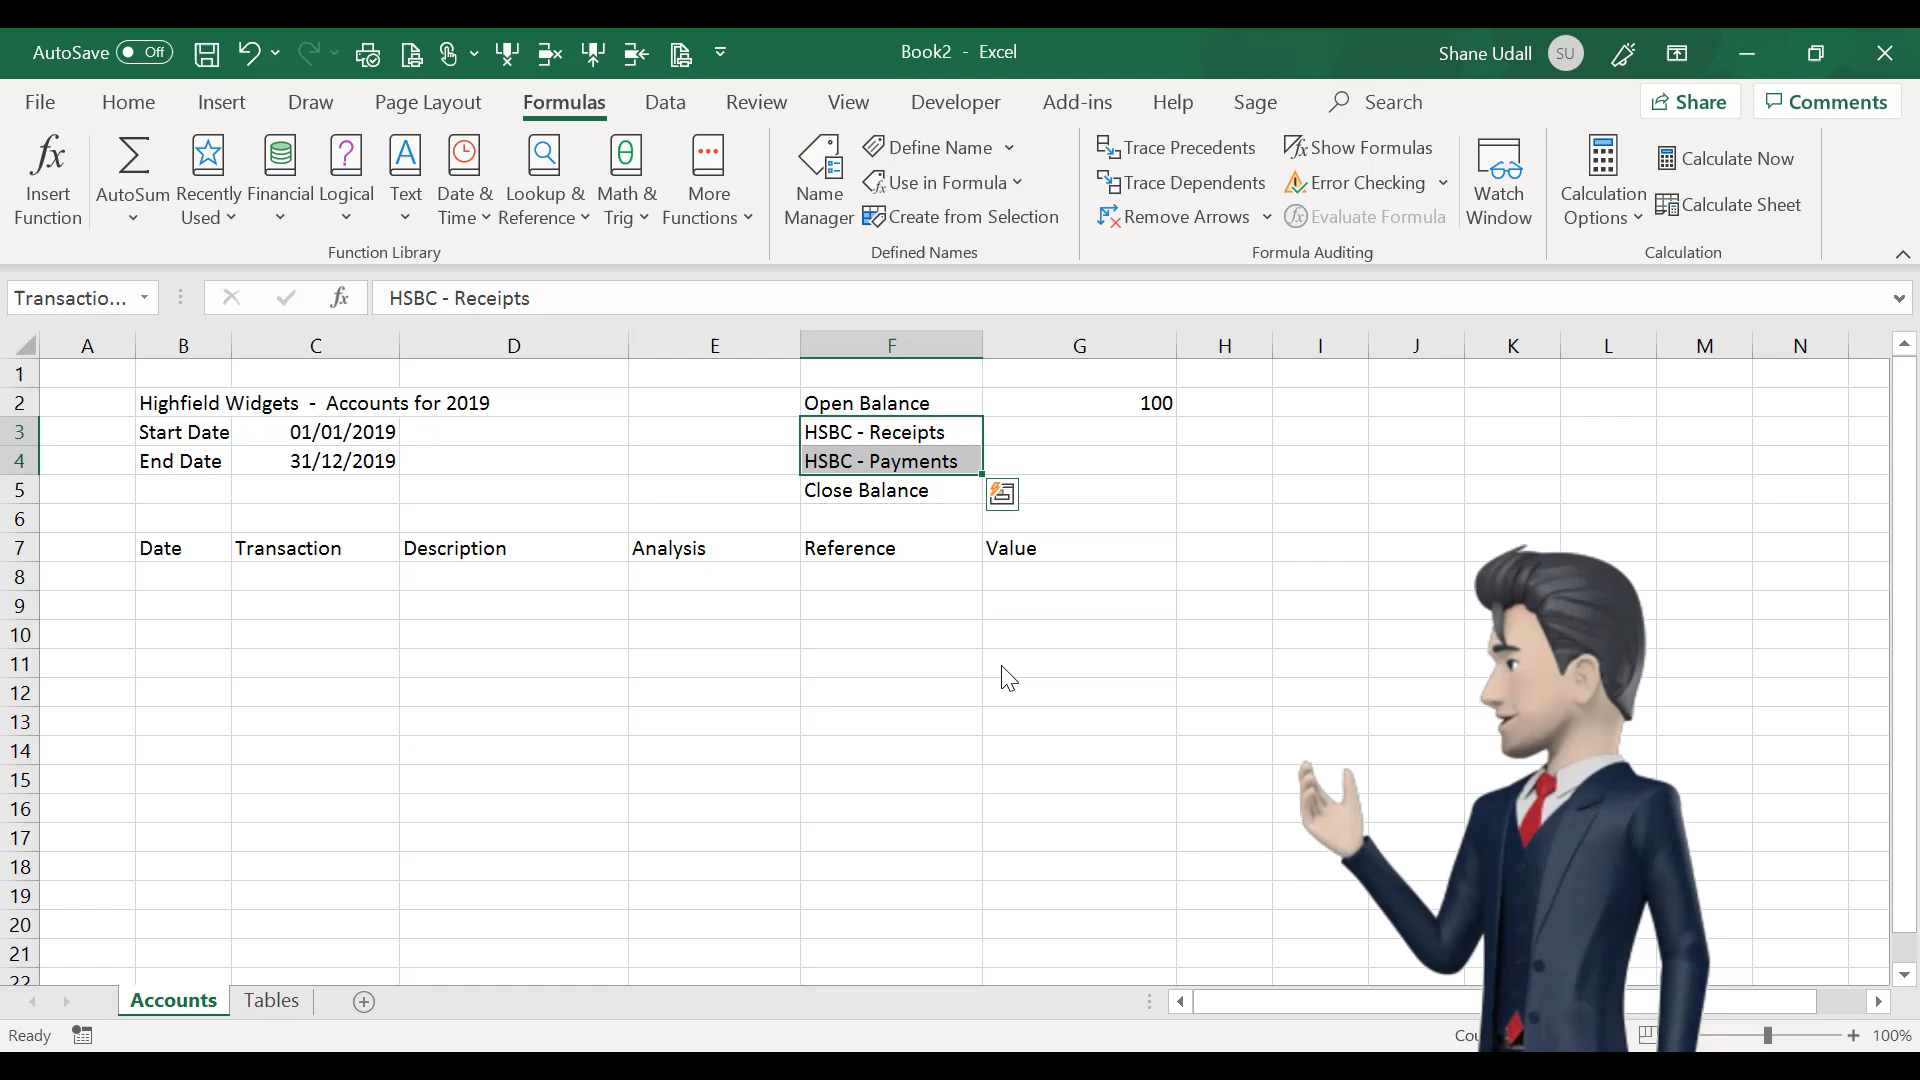 AutoSave Off
Book2 - Excel
Shane Udall SU
File Home Insert Draw Page Layout Formulas Data Review View Developer Add-ins Help Sage Search Share Comments
Insert Function
AutoSum
Recently Used
Financial
Logical
Text
Date & Time
Lookup & Reference
Math & Trig
More Functions
Function Library
Name Manager
Define Name
Use in Formula
Create from Selection
Defined Names
Trace Precedents
Trace Dependents
Remove Arrows
Show Formulas
Error Checking
Evaluate Formula
Formula Auditing
Watch Window
Calculation Options
Calculate Now
Calculate Sheet
Calculation
Transactio... fx HSBC - Receipts
A B C D E F G H I J K L M N
1
2 Highfield Widgets - Accounts for 2019 Open Balance 100
3 Start Date 01/01/2019 HSBC - Receipts
4 End Date 31/12/2019 HSBC - Payments
5 Close Balance
6
7 Date Transaction Description Analysis Reference Value
8
9
10
11
12
13
14
15
16
17
18
19
20
21
22
Accounts Tables
Ready 100%